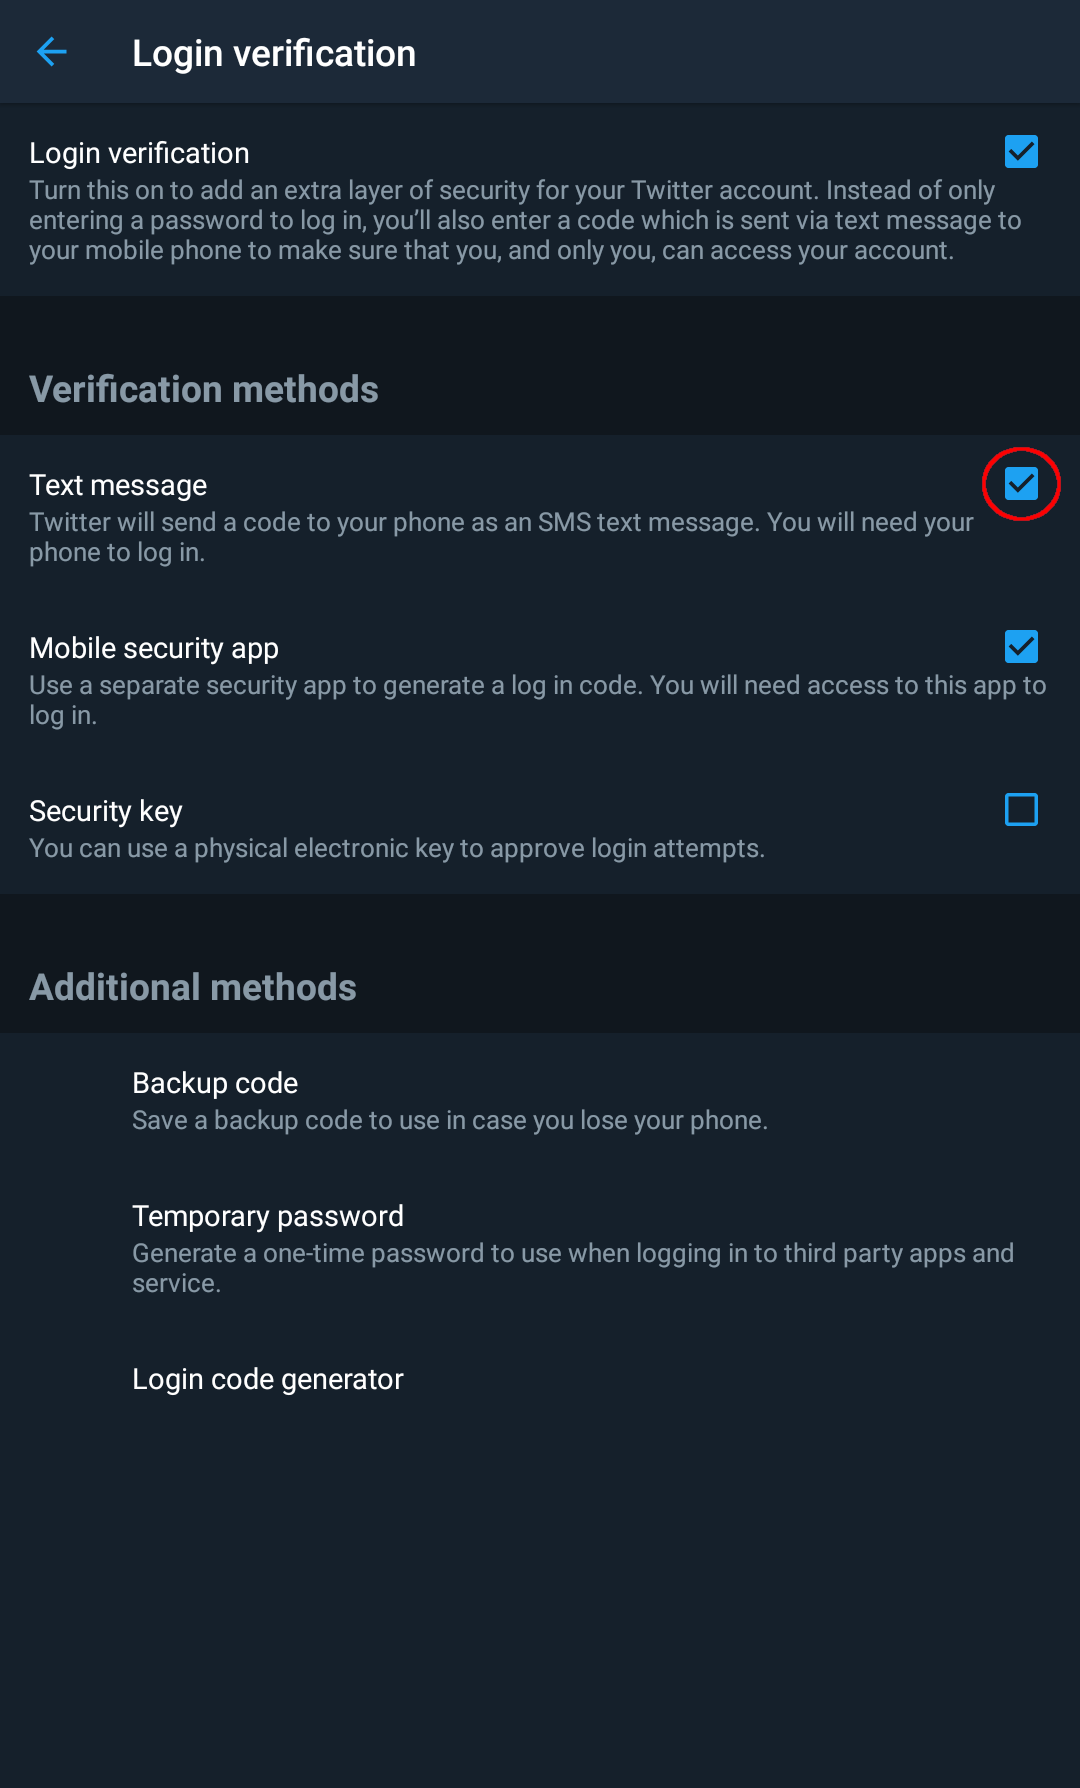 Login verification
Login verification
Turn this on to add an extra layer of security for your Twitter account. Instead of only
entering a password to log in, you’ll also enter a code which is sent via text message to
your mobile phone to make sure that you, and only you, can access your account.
Verification methods
Text message
Twitter will send a code to your phone as an SMS text message. You will need your
phone to log in.
Mobile security app
Use a separate security app to generate a log in code. You will need access to this app to
log in.
Security key
You can use a physical electronic key to approve login attempts.
Additional methods
Backup code
Save a backup code to use in case you lose your phone.
Temporary password
Generate a one-time password to use when logging in to third party apps and
service.
Login code generator